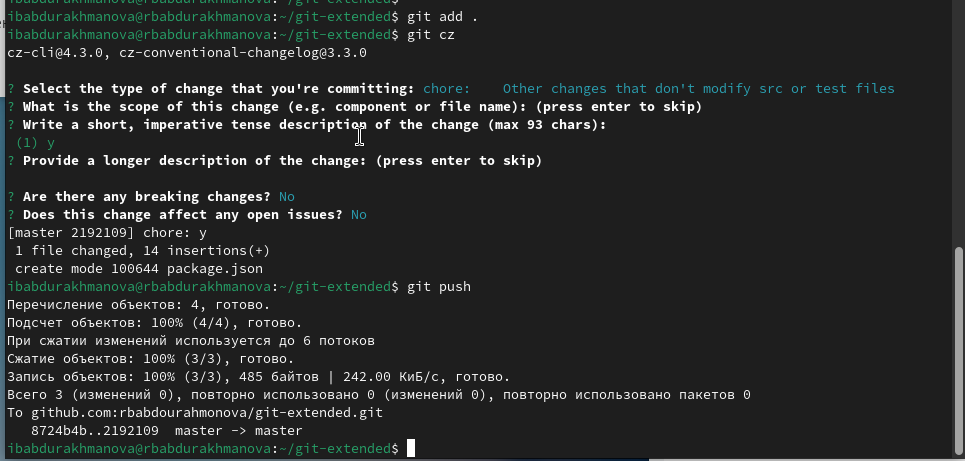 ibabdurakhmanova@rbabdurakhmanova:~/git-extended$ git add .
ibabdurakhmanova@rbabdurakhmanova:~/git-extended$ git cz
cz-cli@4.3.0, cz-conventional-changelog@3.3.0
? Select the type of change that you're committing: chore:    Other changes that don't modify src or test files
? What is the scope of this change (e.g. component or file name): (press enter to skip)
? Write a short, imperative tense description of the change (max 93 chars):
(1) y
? Provide a longer description of the change: (press enter to skip)
? Are there any breaking changes? No
? Does this change affect any open issues? No
[master 2192109] chore: y
1 file changed, 14 insertions(+)
create mode 100644 package.json
ibabdurakhmanova@rbabdurakhmanova:~/git-extended$ git push
Перечисление объектов: 4, готово.
Подсчет объектов: 100% (4/4), готово.
При сжатии изменений используется до 6 потоков
Сжатие объектов: 100% (3/3), готово.
Запись объектов: 100% (3/3), 485 байтов | 242.00 КиБ/с, готово.
Всего 3 (изменений 0), повторно использовано 0 (изменений 0), повторно использовано пакетов 0
To github.com:rbabdourahmonova/git-extended.git
8724b4b..2192109  master -> master
ibabdurakhmanova@rbabdurakhmanova:~/git-extended$